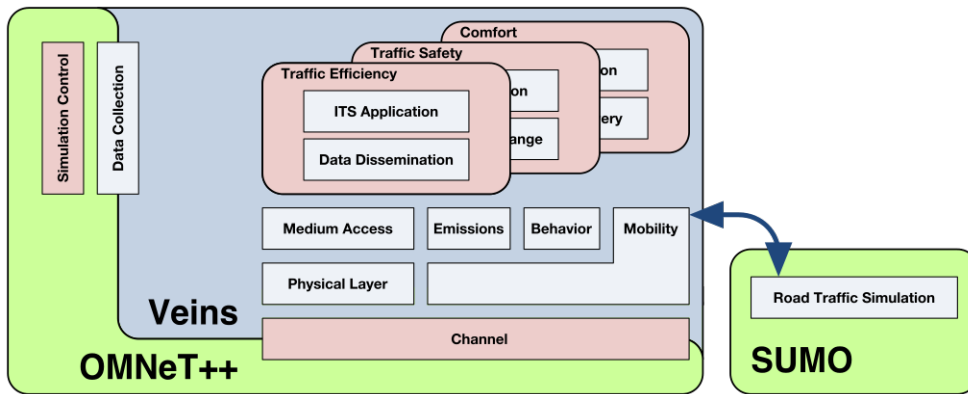 Comfort
Traffic Safety
Traffic Efficiency
ITS Application
Data Dissemination
Simulation Control
Data Collection
Medium Access
Emissions
Behavior
Mobility
Physical Layer
Road Traffic Simulation
Veins
Channel
OMNeT++
SUMO